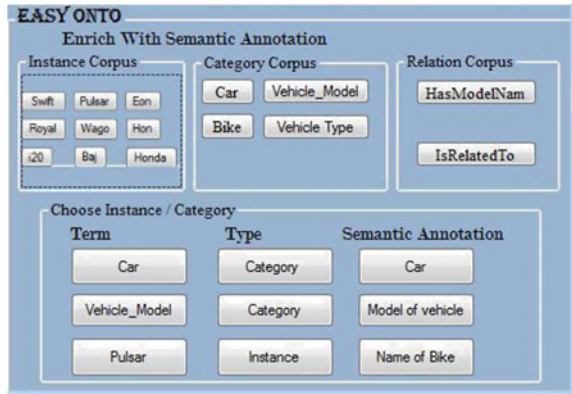 EASY ONTO
Enrich With Semantic Annotation
Instance Corpus
Swift Pulsar Eon
Royal Wago Hon
i20 Baj Honda
Category Corpus
Car Vehicle_Model
Bike Vehicle Type
Relation Corpus
HasModelNam
IsRelatedTo
Choose Instance / Category
Term Type Semantic Annotation
Car Category Car
Vehicle_Model Category Model of vehicle
Pulsar Instance Name of Bike